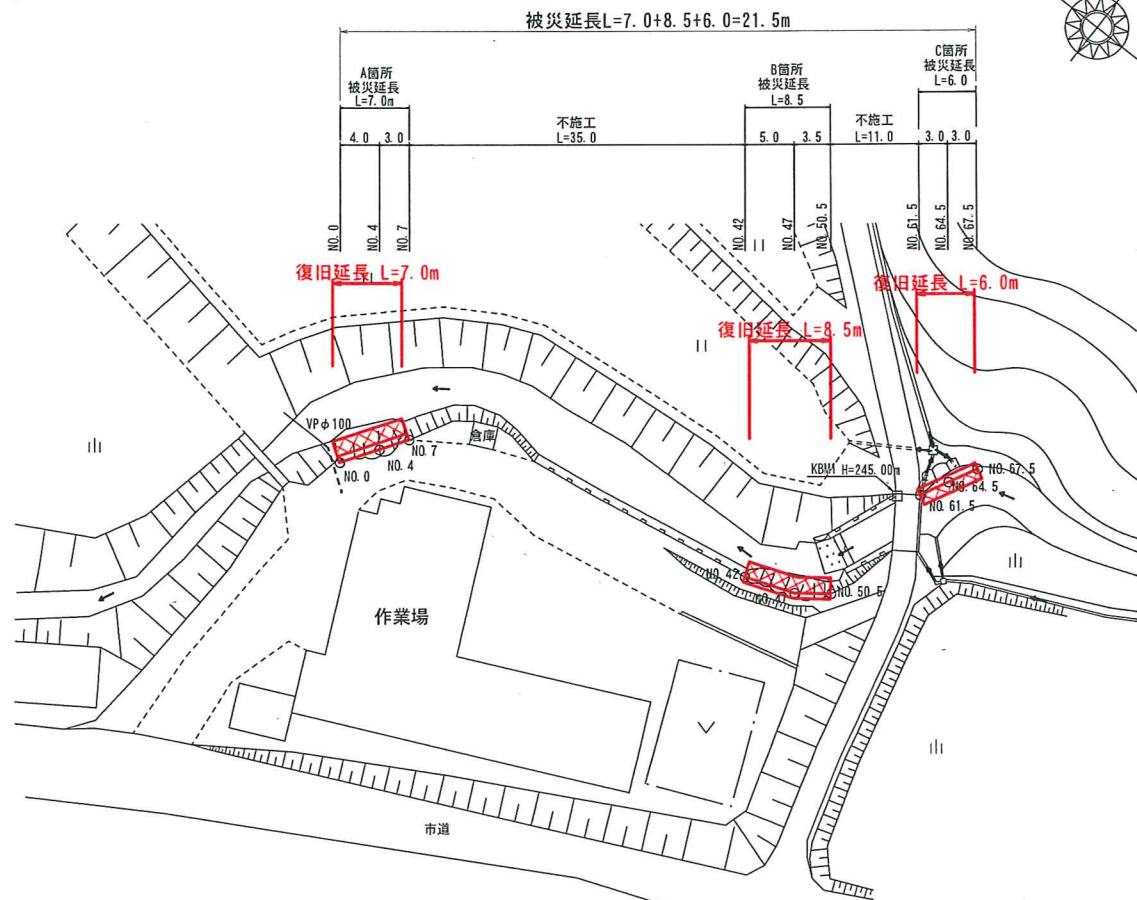 被災延長L=7.0+8.5+6.0=21.5m
A箇所
被災延長
L=7.0m
B箇所
被災延長
L=8.5
C箇所
被災延長
L=6.0
4.0
3.0
不施工
L=35.0
5.0
3.5
不施工
L=11.0
3.0
3.0
NO.0
NO.4
NO.7
NO.42
NO.47
NO.50.5
NO.61.5
NO.64.5
NO.67.5
復旧延長 L=7.0m
復旧延長 L=8.5m
復旧延長 L=6.0m
VPφ100
倉庫
NO.7
NO.4
NO.0
KBM1 H=245.00m
NO.67.5
NO.64.5
NO.61.5
NO.42
NO.50.5
作業場
市道